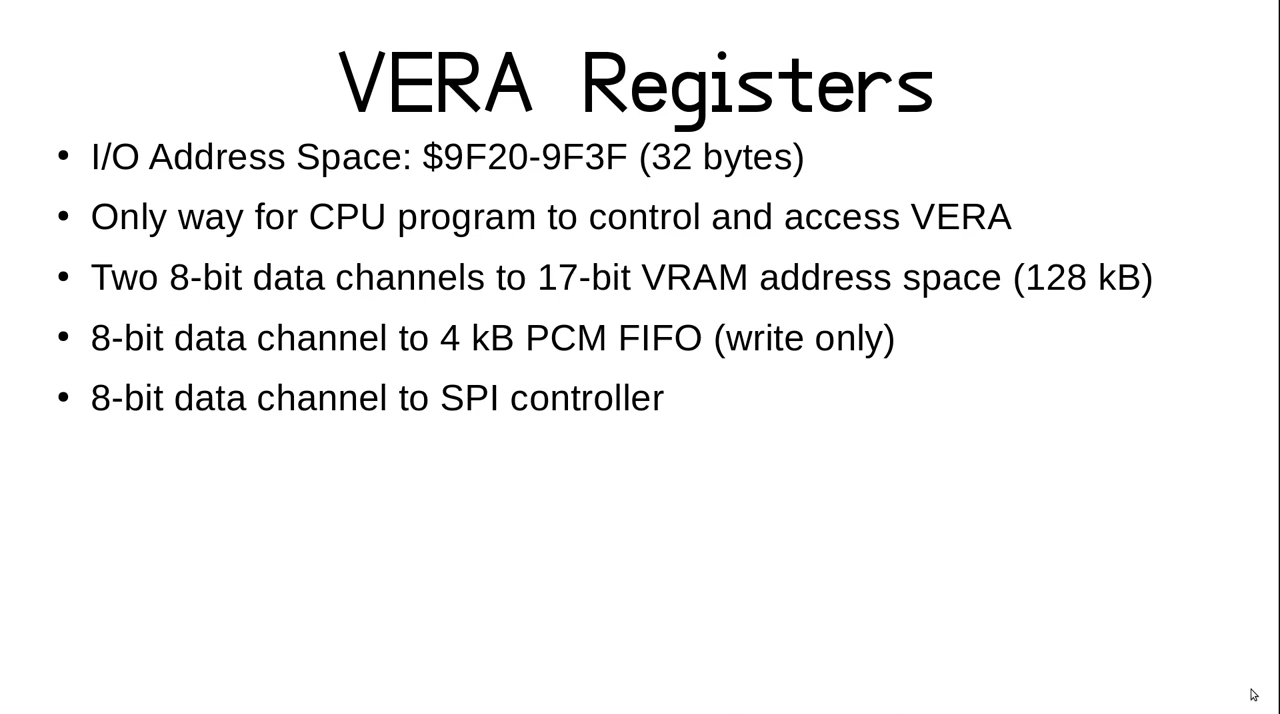 VERA Registers
• I/O Address Space: $9F20-9F3F (32 bytes)
• Only way for CPU program to control and access VERA
• Two 8-bit data channels to 17-bit VRAM address space (128 kB)
• 8-bit data channel to 4 kB PCM FIFO (write only)
• 8-bit data channel to SPI controller